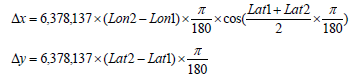 Δx = 6,378,137×(Lon2−Lon1)×π/180×cos((Lat1+Lat2)/2×π/180)
Δy = 6,378,137×(Lat2−Lat1)×π/180